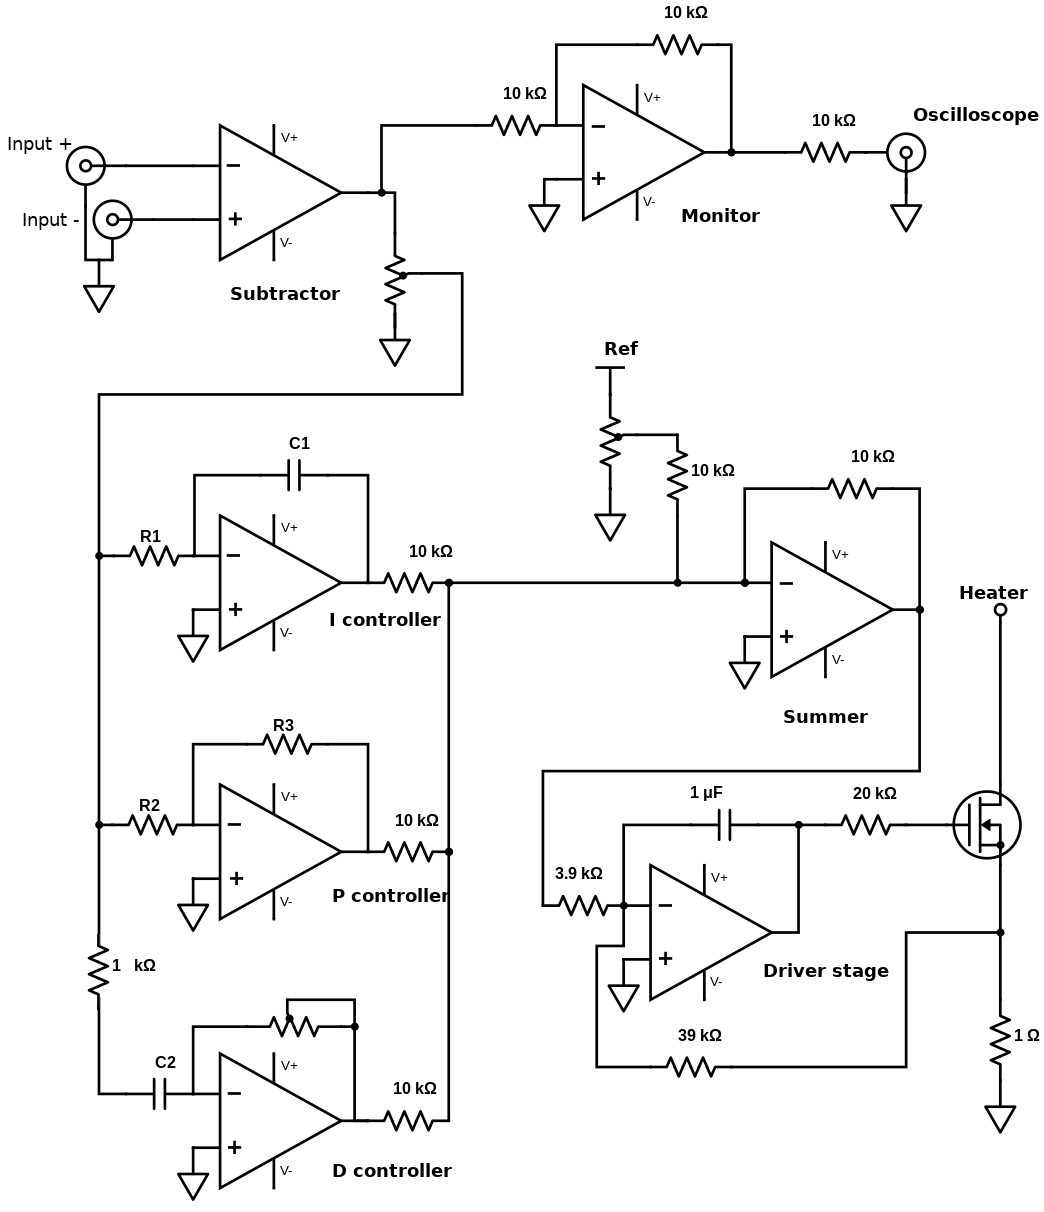 10 kΩ
10 kΩ
V+
10 kΩ
Oscilloscope
Input +
V+
−
−
+
Input -
+
V-
V-
Monitor
Subtractor
Ref
C1
10 kΩ
10 kΩ
V+
R1
−
10 kΩ
V+
−
+
I controller
V-
Heater
+
V-
Summer
R3
V+
1 µF
20 kΩ
R2
−
10 kΩ
3.9 kΩ
V+
+
P controller
V-
−
+
Driver stage
V-
1 kΩ
39 kΩ
1 Ω
C2
V+
−
10 kΩ
+
V-
D controller